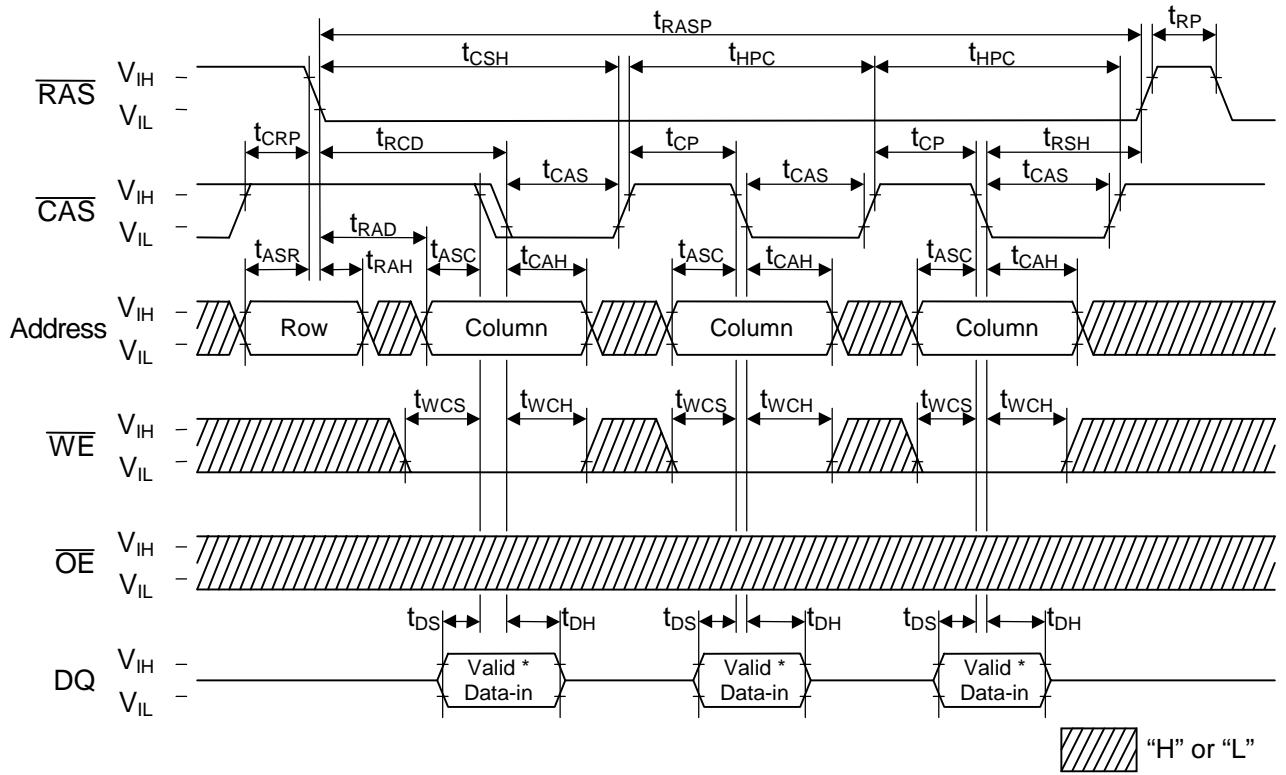 tRASP tRP
tCSH tHPC tHPC
RAS VIH
VIL
tCRP tRCD tCP tCP tRSH
tCAS tCAS tCAS
CAS VIH
VIL
tRAD
tASR tRAH tASC tCAH tASC tCAH tASC tCAH
Address VIH
VIL
Row Column Column Column
tWCS tWCH tWCS tWCH tWCS tWCH
WE VIH
VIL
OE VIH
VIL
tDS tDH tDS tDH tDS tDH
DQ VIH
VIL
Valid * Valid * Valid *
Data-in Data-in Data-in
“H” or “L”